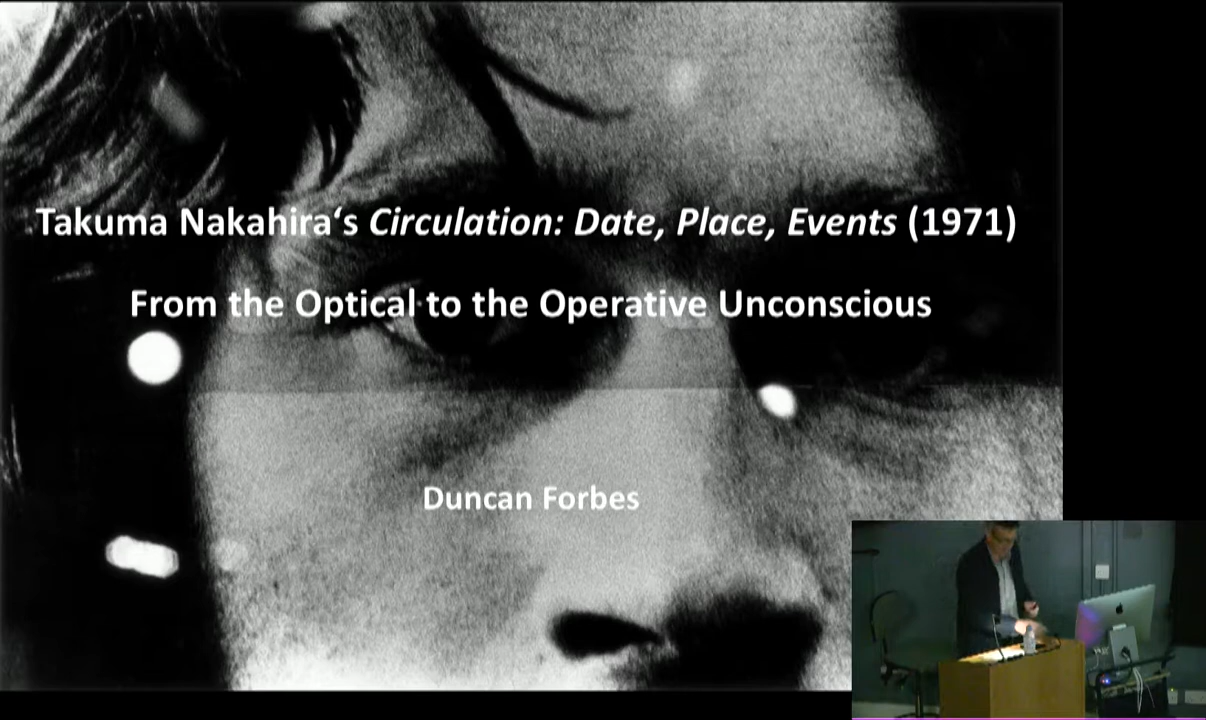 Takuma Nakahira‘s Circulation: Date, Place, Events (1971)
From the Optical to the Operative Unconscious
Duncan Forbes